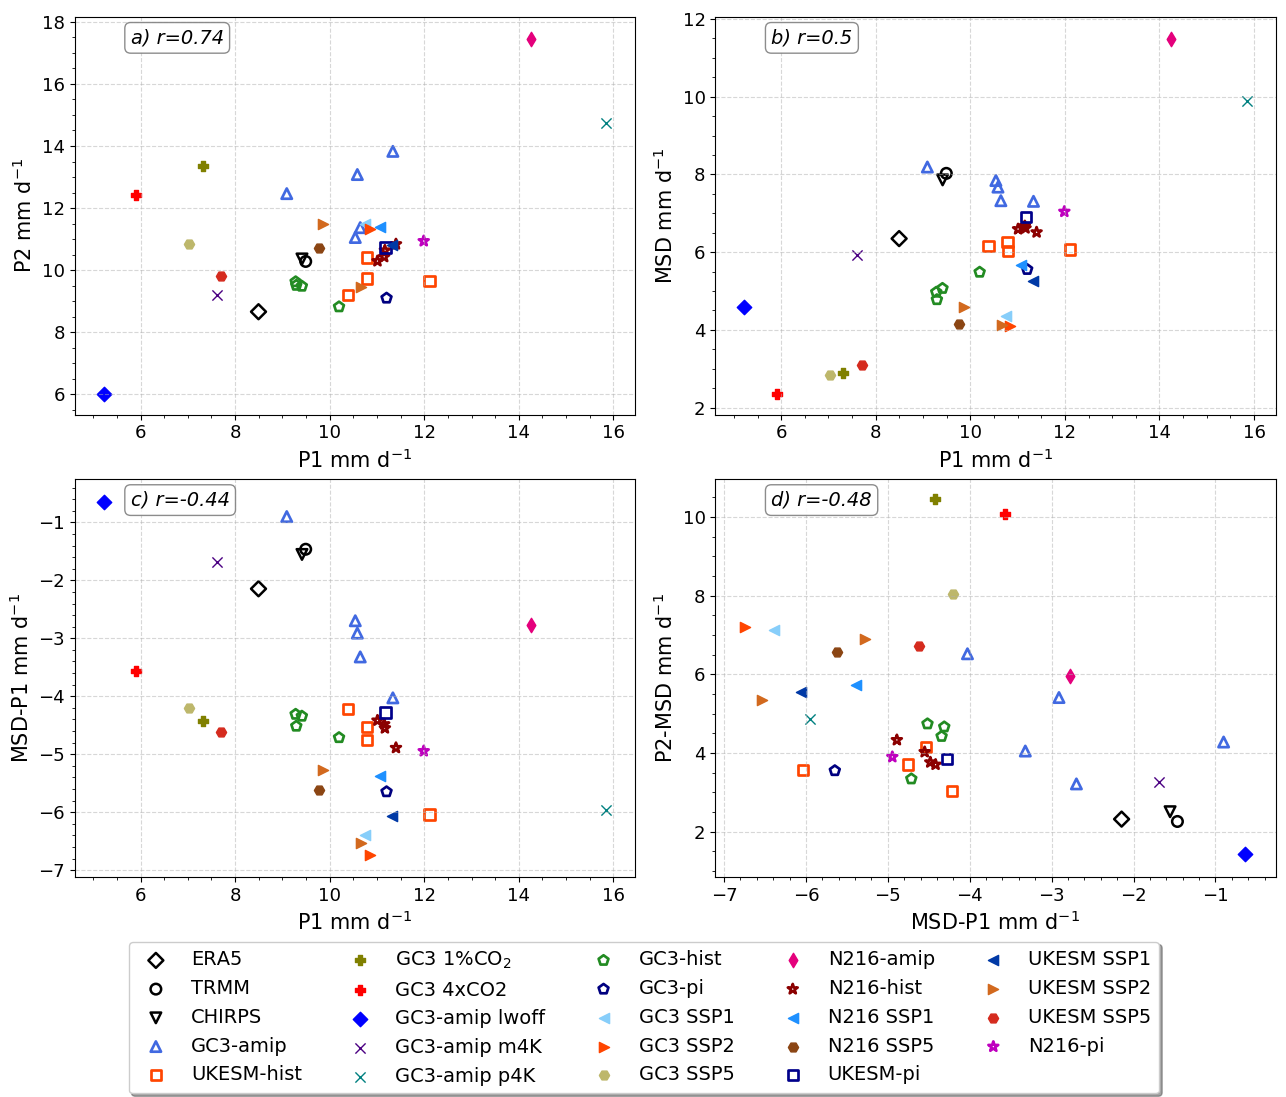 a) r=0.74
18
16
14
12
10
8
6
P2 mm d⁻¹
6 8 10 12 14 16
P1 mm d⁻¹
b) r=0.5
12
10
8
6
4
2
MSD mm d⁻¹
6 8 10 12 14 16
P1 mm d⁻¹
c) r=-0.44
−1
−2
−3
−4
−5
−6
−7
MSD-P1 mm d⁻¹
6 8 10 12 14 16
P1 mm d⁻¹
d) r=-0.48
10
8
6
4
2
P2-MSD mm d⁻¹
−7 −6 −5 −4 −3 −2 −1
MSD-P1 mm d⁻¹
ERA5
TRMM
CHIRPS
GC3-amip
UKESM-hist
GC3 1%CO₂
GC3 4xCO2
GC3-amip lwoff
GC3-amip m4K
GC3-amip p4K
GC3-hist
GC3-pi
GC3 SSP1
GC3 SSP2
GC3 SSP5
N216-amip
N216-hist
N216 SSP1
N216 SSP5
UKESM-pi
UKESM SSP1
UKESM SSP2
UKESM SSP5
N216-pi